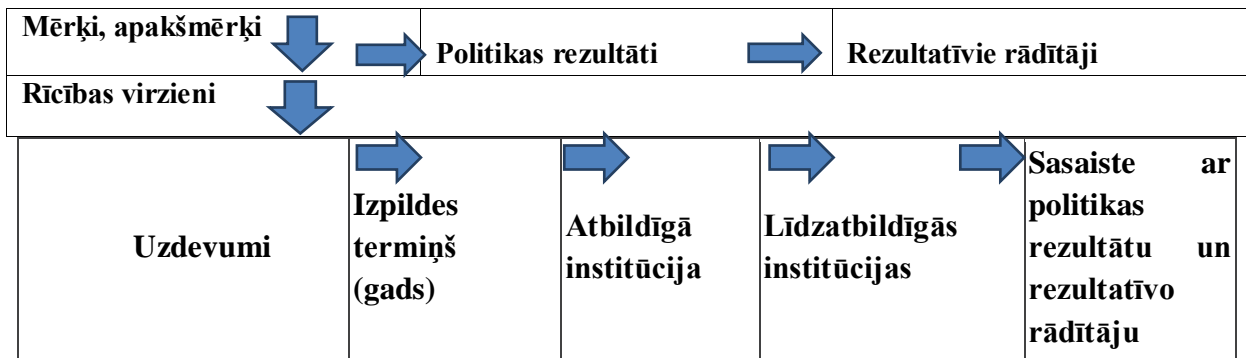 Mērķi, apakšmērķi
Politikas rezultāti
Rezultatīvie rādītāji
Rīcības virzieni
Uzdevumi
Izpildes
termiņš
(gads)
Atbildīgā
institūcija
Līdzatbildīgās
institūcijas
Sasaiste ar
politikas
rezultātu un
rezultatīvo
rādītāju